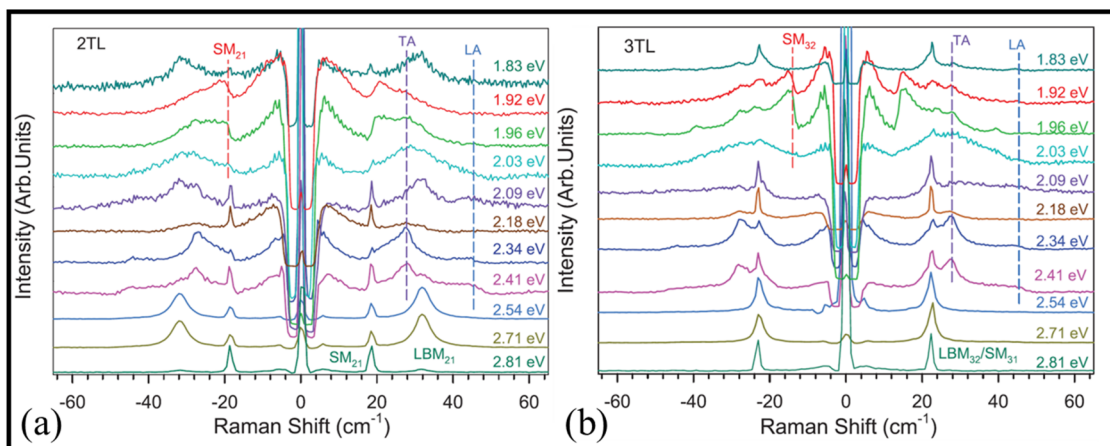 2TL
SM₂₁
TA
LA
1.83 eV
1.92 eV
1.96 eV
2.03 eV
2.09 eV
2.18 eV
2.34 eV
2.41 eV
2.54 eV
2.71 eV
SM₂₁
LBM₂₁
2.81 eV
Intensity (Arb.Units)
-60 -40 -20 0 20 40 60
Raman Shift (cm⁻¹)
(a)
3TL
SM₃₂
TA
LA
1.83 eV
1.92 eV
1.96 eV
2.03 eV
2.09 eV
2.18 eV
2.34 eV
2.41 eV
2.54 eV
2.71 eV
LBM₃₂/SM₃₁
2.81 eV
Intensity (Arb.Units)
-60 -40 -20 0 20 40 60
Raman Shift (cm⁻¹)
(b)